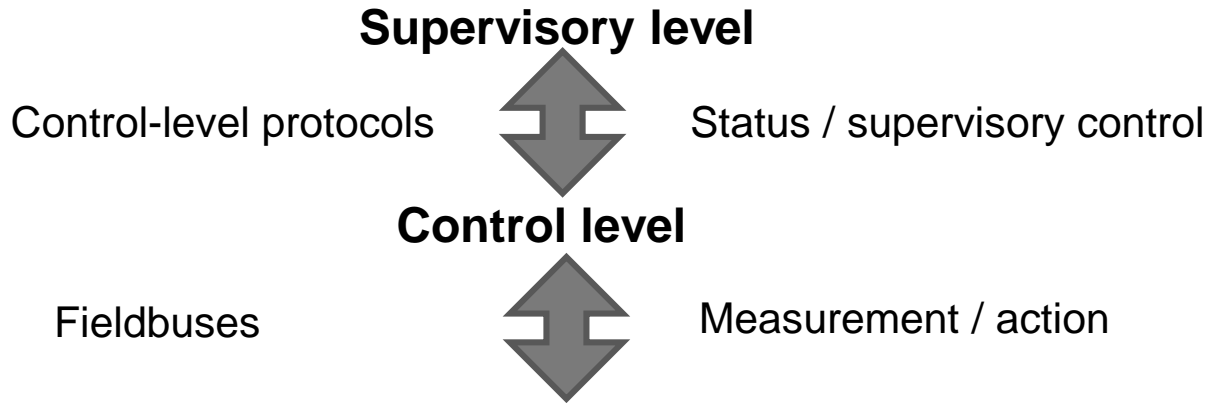 Supervisory level
Control-level protocols
Status / supervisory control
Control level
Fieldbuses
Measurement / action